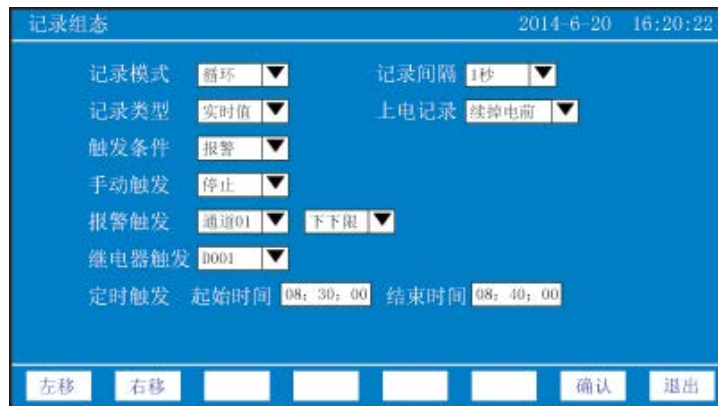 记录组态 2014-6-20 16:20:22
记录模式 循环 记录间隔 1秒
记录类型 实时值 上电记录 续掉电前
触发条件 报警
手动触发 停止
报警触发 通道01 下下限
继电器触发 DO01
定时触发 起始时间 08：30：00 结束时间 08：40：00
左移 右移 确认 退出